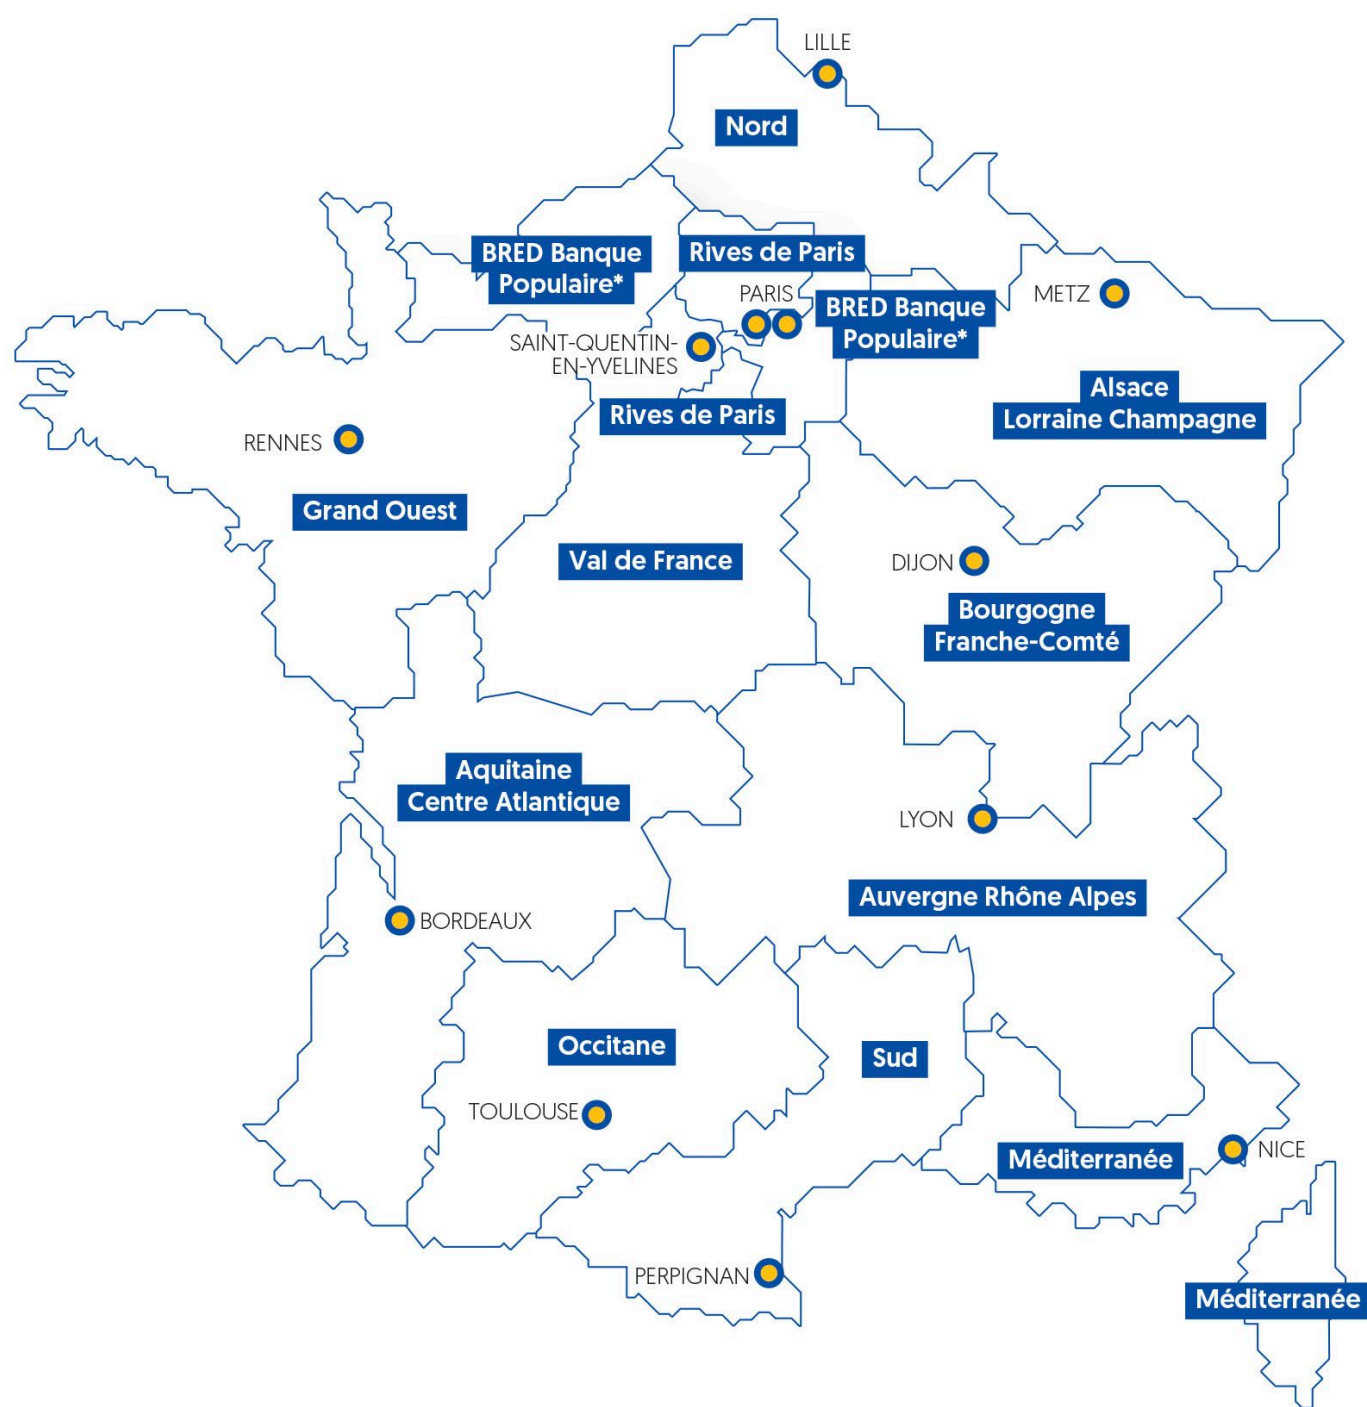 LILLE
Nord
BRED Banque
Populaire*
Rives de Paris
PARIS
BRED Banque
Populaire*
METZ
SAINT-QUENTIN-
EN-YVELINES
Rives de Paris
Alsace
Lorraine Champagne
RENNES
Grand Ouest
Val de France
DIJON
Bourgogne
Franche-Comté
Aquitaine
Centre Atlantique
LYON
Auvergne Rhône Alpes
BORDEAUX
Occitane
Sud
TOULOUSE
Méditerranée
NICE
PERPIGNAN
Méditerranée